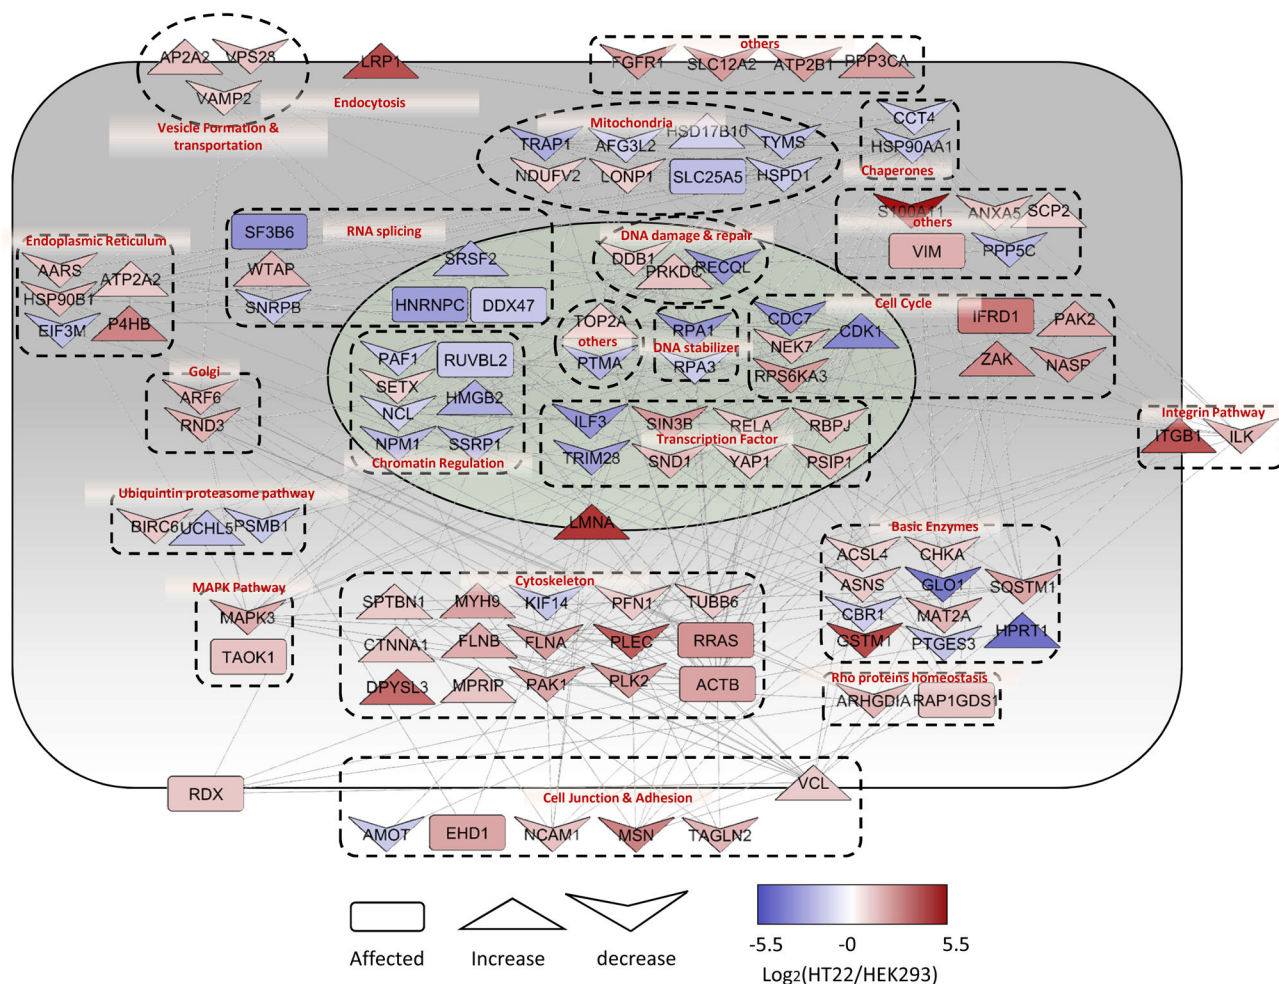 AP2A2 VPS28
VAMP2
Vesicle Formation &
transportation
LRP1
Endocytosis
others
FGFR1 SLC12A2 ATP2B1 PPP3CA
Mitochondria
TRAP1 AFG3L2 HSD17B10 TYMS
NDUFV2 LONP1 SLC25A5 HSPD1
CCT4
HSP90AA1
Chaperones
S100A11 ANXA5 SCP2
others
VIM PPP5C
Endoplasmic Reticulum
AARS ATP2A2
HSP90B1
EIF3M P4HB
SF3B6 RNA splicing
WTAP SRSF2
SNRPB HNRNPC DDX47
DNA damage & repair
DDB1 PRKDC RECQL
TOP2A
others
PTMA
RPA1
DNA stabilizer
RPA3
Cell Cycle
CDC7 CDK1 IFRD1 PAK2
NEK7 ZAK NASP
RPS6KA3
PAF1 RUVBL2
SETX
NCL HMGB2
NPM1 SSRP1
Chromatin Regulation
ILF3 SIN3B RELA RBPJ
Transcription Factor
TRIM28 SND1 YAP1 PSIP1
Golgi
ARF6
RND3
Integrin Pathway
ITGB1 ILK
Ubiquintin proteasome pathway
BIRC6 UCHL5 PSMB1
LMNA
MAPK Pathway
MAPK3
TAOK1
Cytoskeleton
SPTBN1 MYH9 KIF14 PFN1 TUBB6
CTNNA1 FLNB FLNA PLEC RRAS
DPYSL3 MPRIP PAK1 PLK2 ACTB
Basic Enzymes
ACSL4 CHKA
ASNS GLO1 SQSTM1
CBR1 MAT2A
GSTM1 PTGES3 HPRT1
Rho proteins homeostasis
ARHGDIA RAP1GDS1
RDX
VCL
Cell Junction & Adhesion
AMOT EHD1 NCAM1 MSN TAGLN2
Affected Increase decrease
-5.5 -0 5.5
Log2(HT22/HEK293)